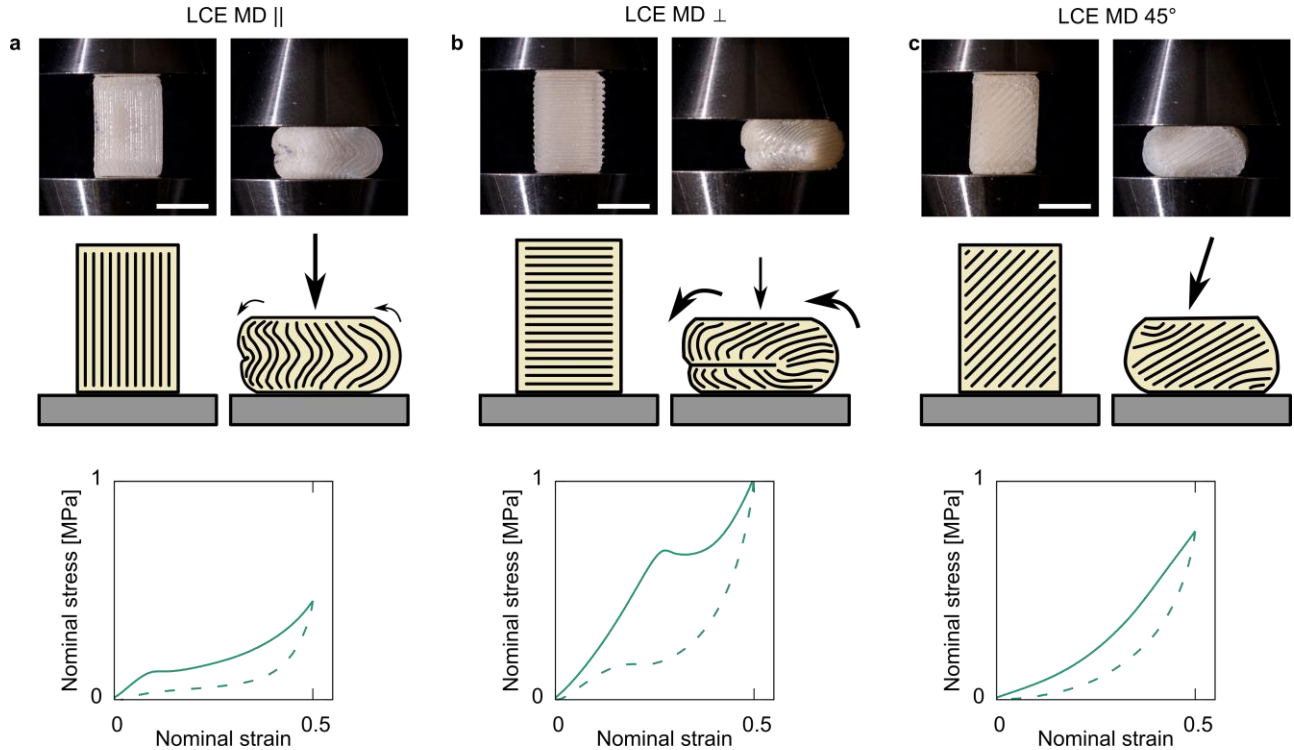 LCE MD ||
LCE MD ⊥
LCE MD 45°
a
b
c
1
Nominal stress [MPa]
0
0
0.5
Nominal strain
1
Nominal stress [MPa]
0
0
0.5
Nominal strain
1
Nominal stress [MPa]
0
0
0.5
Nominal strain